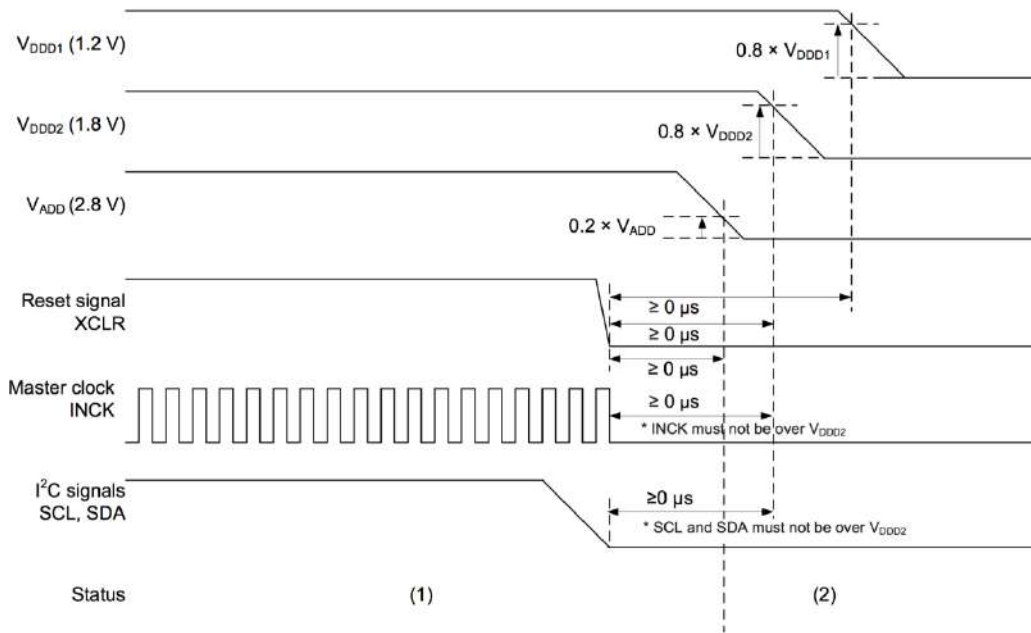 V_DDD1 (1.2 V)
0.8 × V_DDD1
V_DDD2 (1.8 V)
0.8 × V_DDD2
V_ADD (2.8 V)
0.2 × V_ADD
Reset signal
XCLR
≥ 0 µs
≥ 0 µs
≥ 0 µs
Master clock
INCK
≥ 0 µs
* INCK must not be over V_DDD2
I²C signals
SCL, SDA
≥0 µs
* SCL and SDA must not be over V_DDD2
Status (1) (2)